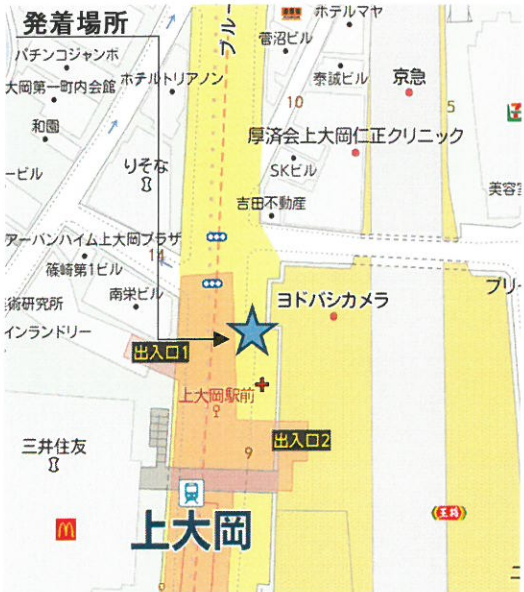 発着場所
ホテルマヤ
ブルー
菅沼ビル
パチンコジャンボ
大岡第一町内会館
ホテルトリアノン
泰誠ビル
京急
10
5
和園
厚済会上大岡仁正クリニック
ービル
りそな
SKビル
美容室
吉田不動産
アーバンハイム上大岡プラザ
14
篠崎第1ビル
術研究所
南栄ビル
ヨドバシカメラ
ブリー
インランドリー
出入口1
上大岡駅前
出入口2
三井住友
9
王将
上大岡